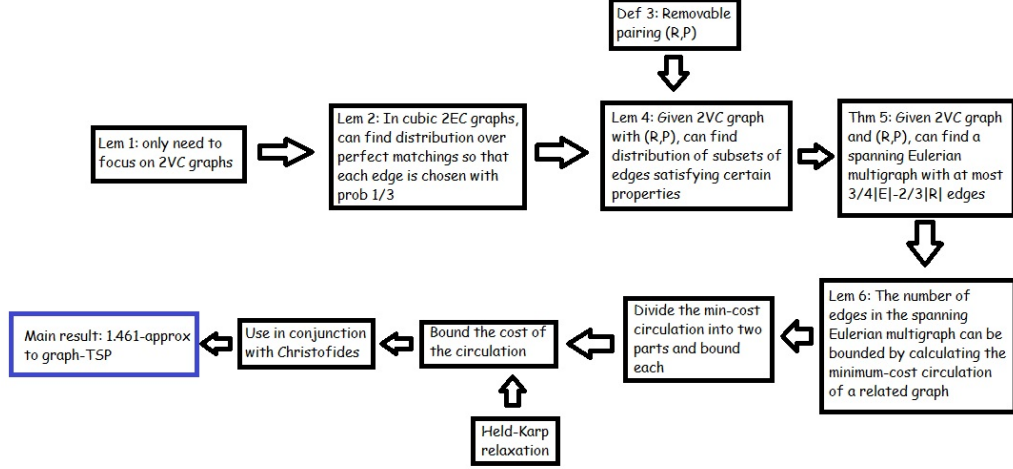 Def 3: Removable
pairing (R,P)
Lem 1: only need to
focus on 2VC graphs
Lem 2: In cubic 2EC graphs,
can find distribution over
perfect matchings so that
each edge is chosen with
prob 1/3
Lem 4: Given 2VC graph
with (R,P), can find
distribution of subsets of
edges satisfying certain
properties
Thm 5: Given 2VC graph
and (R,P), can find a
spanning Eulerian
multigraph with at most
3/4|E|-2/3|R| edges
Lem 6: The number of
edges in the spanning
Eulerian multigraph can be
bounded by calculating the
minimum-cost circulation
of a related graph
Divide the min-cost
circulation into two
parts and bound
each
Bound the cost of
the circulation
Held-Karp
relaxation
Use in conjunction
with Christofides
Main result: 1.461-approx
to graph-TSP